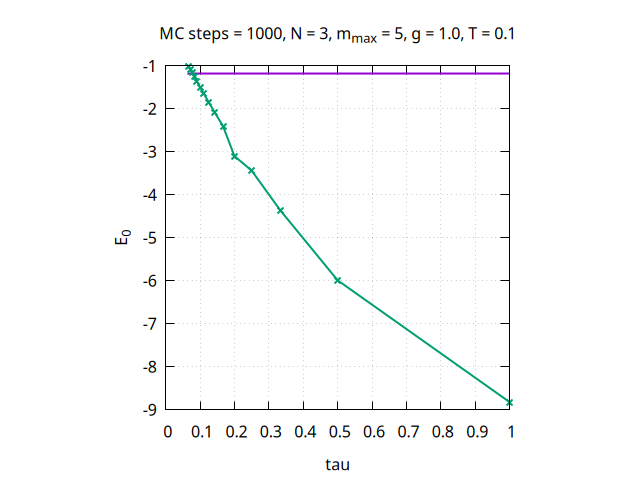 MC steps = 1000, N = 3, m_max = 5, g = 1.0, T = 0.1
-1
-2
-3
-4
-5
-6
-7
-8
-9
E_0
0 0.1 0.2 0.3 0.4 0.5 0.6 0.7 0.8 0.9 1
tau